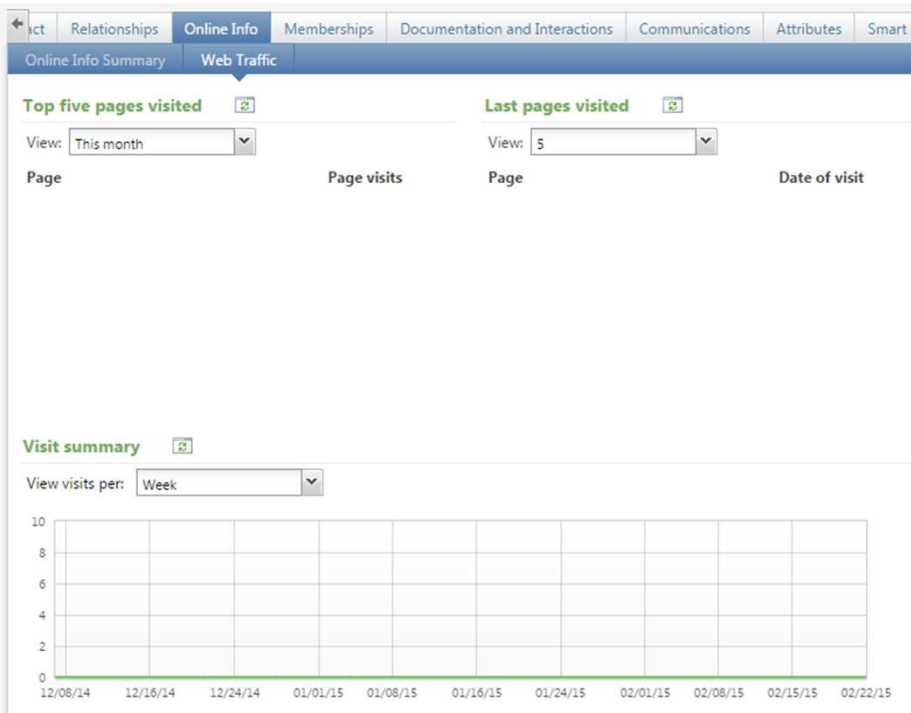 act Relationships Online Info Memberships Documentation and Interactions Communications Attributes Smart
Online Info Summary Web Traffic
Top five pages visited Last pages visited
View: This month View: 5
Page Page visits Page Date of visit
Visit summary
View visits per: Week
10
8
6
4
2
0
12/08/14 12/16/14 12/24/14 01/01/15 01/08/15 01/16/15 01/24/15 02/01/15 02/08/15 02/15/15 02/22/15